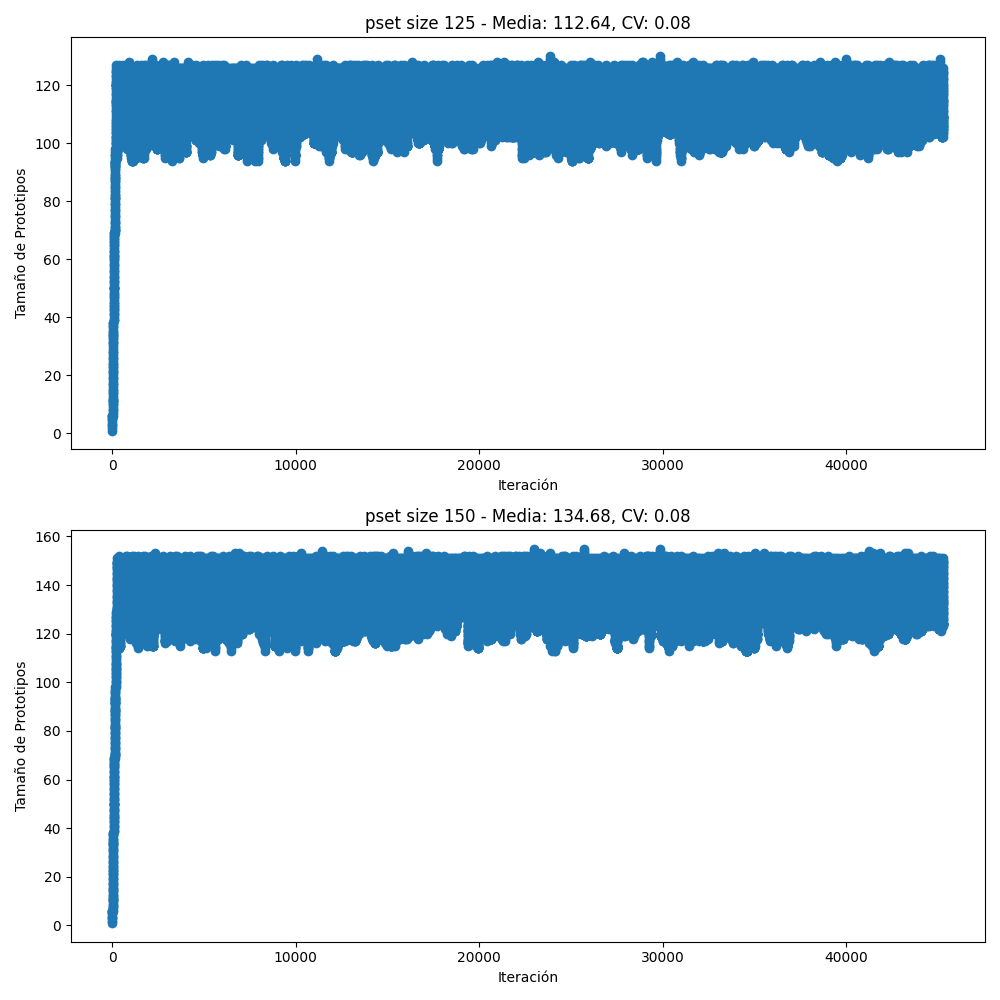 pset size 125 - Media: 112.64, CV: 0.08
120
100
80
60
40
20
0
Tamaño de Prototipos
0 10000 20000 30000 40000
Iteración
pset size 150 - Media: 134.68, CV: 0.08
160
140
120
100
80
60
40
20
0
Tamaño de Prototipos
0 10000 20000 30000 40000
Iteración